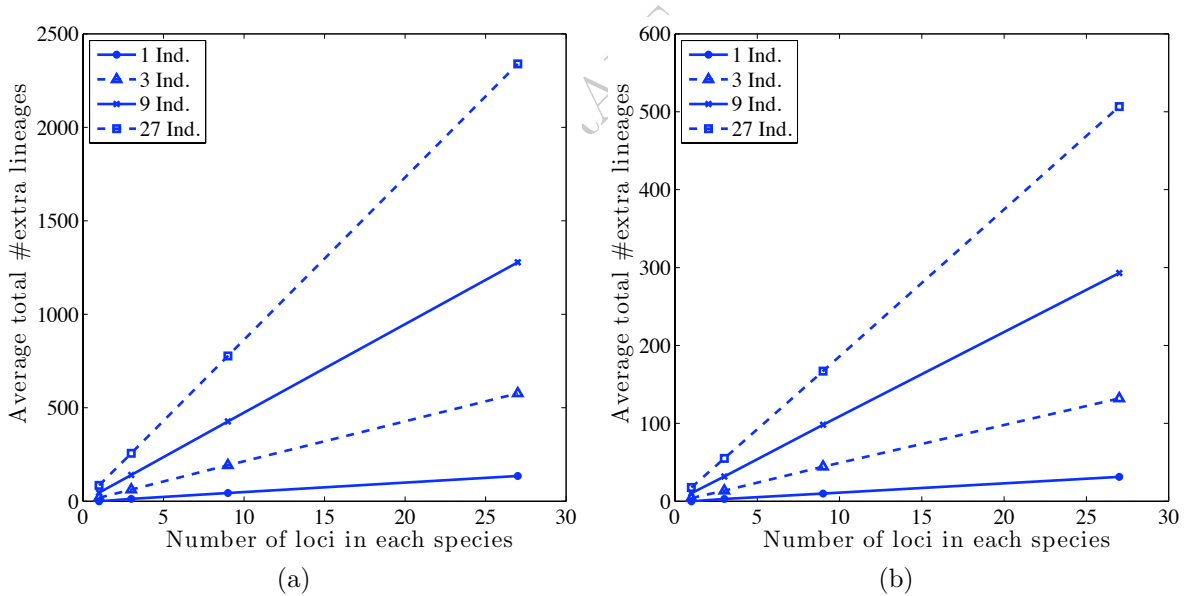 2500
2000
1500
1000
500
0
0 5 10 15 20 25 30
Average total #extra lineages
Number of loci in each species
1 Ind.
3 Ind.
9 Ind.
27 Ind.
(a)
600
500
400
300
200
100
0
0 5 10 15 20 25 30
Average total #extra lineages
Number of loci in each species
1 Ind.
3 Ind.
9 Ind.
27 Ind.
(b)